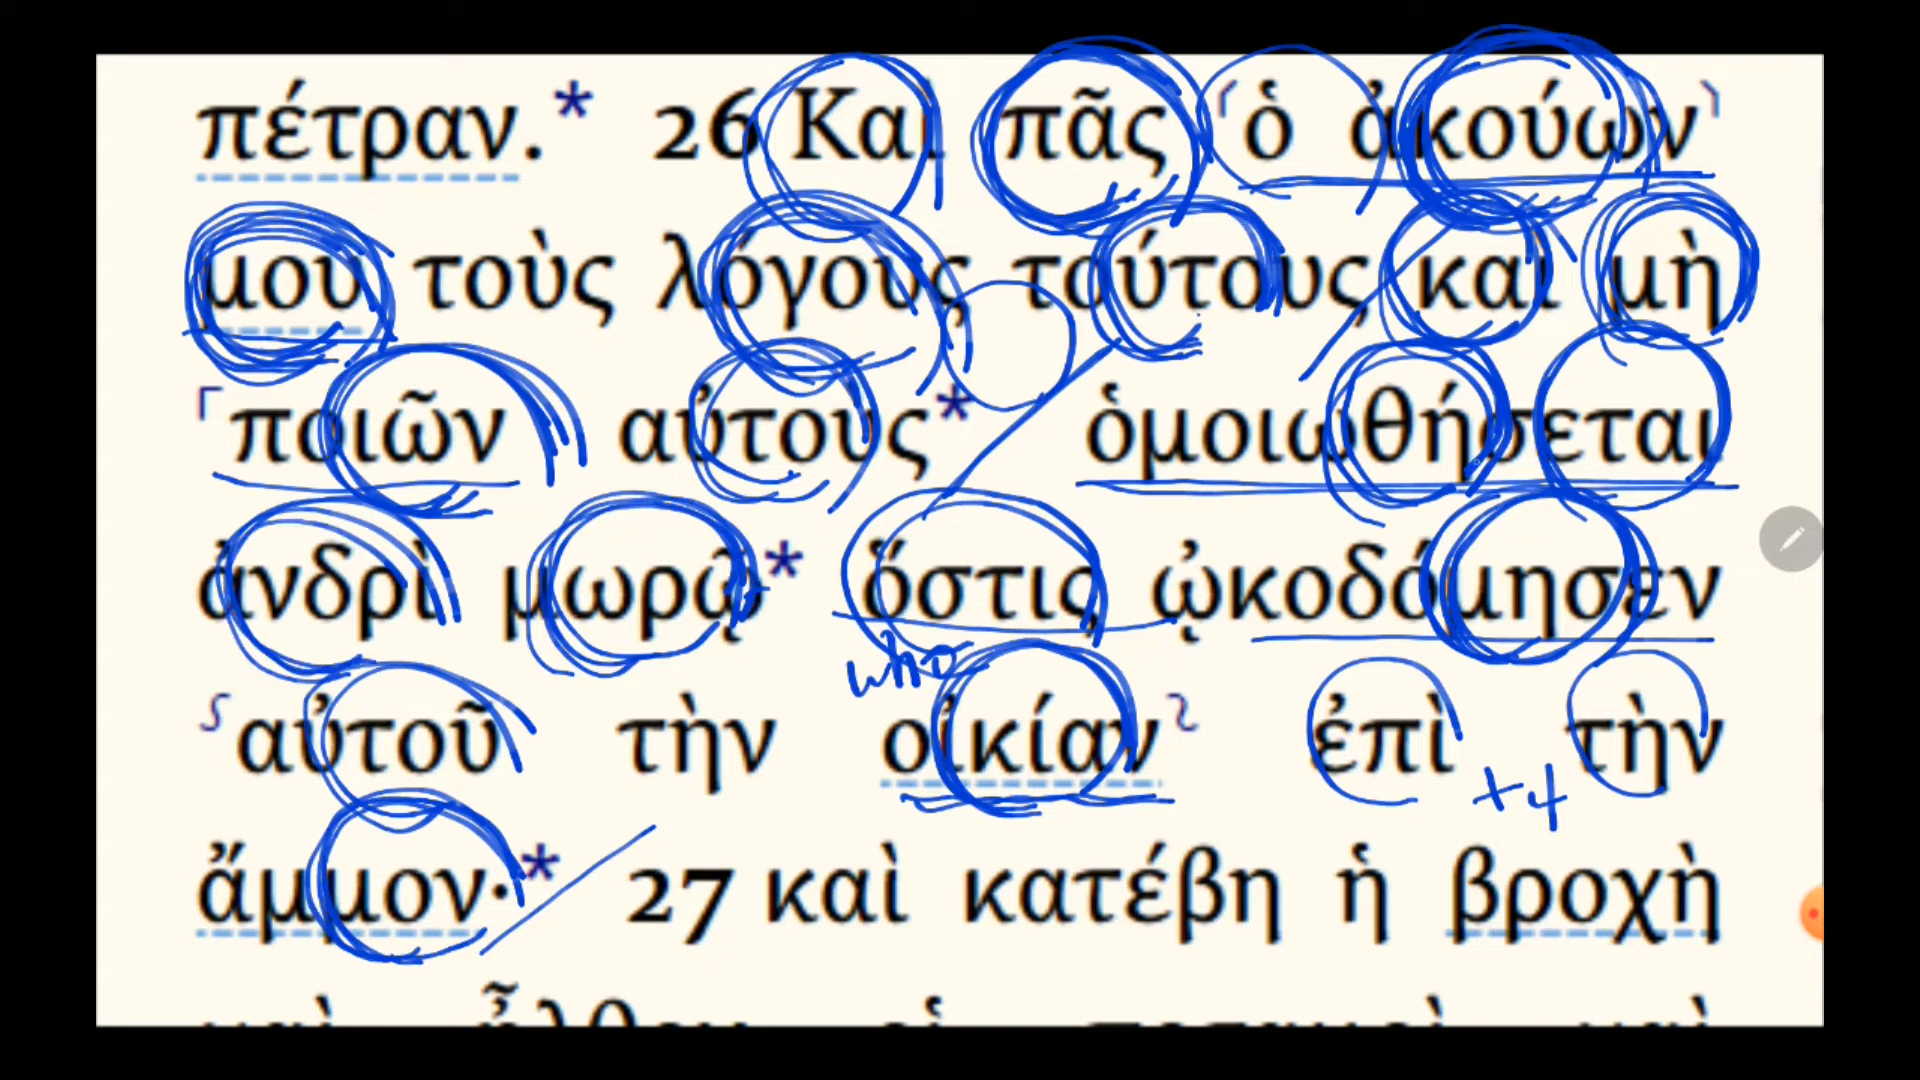 πέτραν.* 26 Καὶ πᾶς ⸂ὁ ἀκούων⸃
μου τοὺς λόγους τούτους καὶ μὴ
⸀ποιῶν αὐτοὺς* ὁμοιωθήσεται
ἀνδρὶ μωρῷ* ὅστις ᾠκοδόμησεν
who
⸉αὐτοῦ τὴν οἰκίαν⸊ ἐπὶ τὴν
+4
ἄμμον·* 27 καὶ κατέβη ἡ βροχὴ